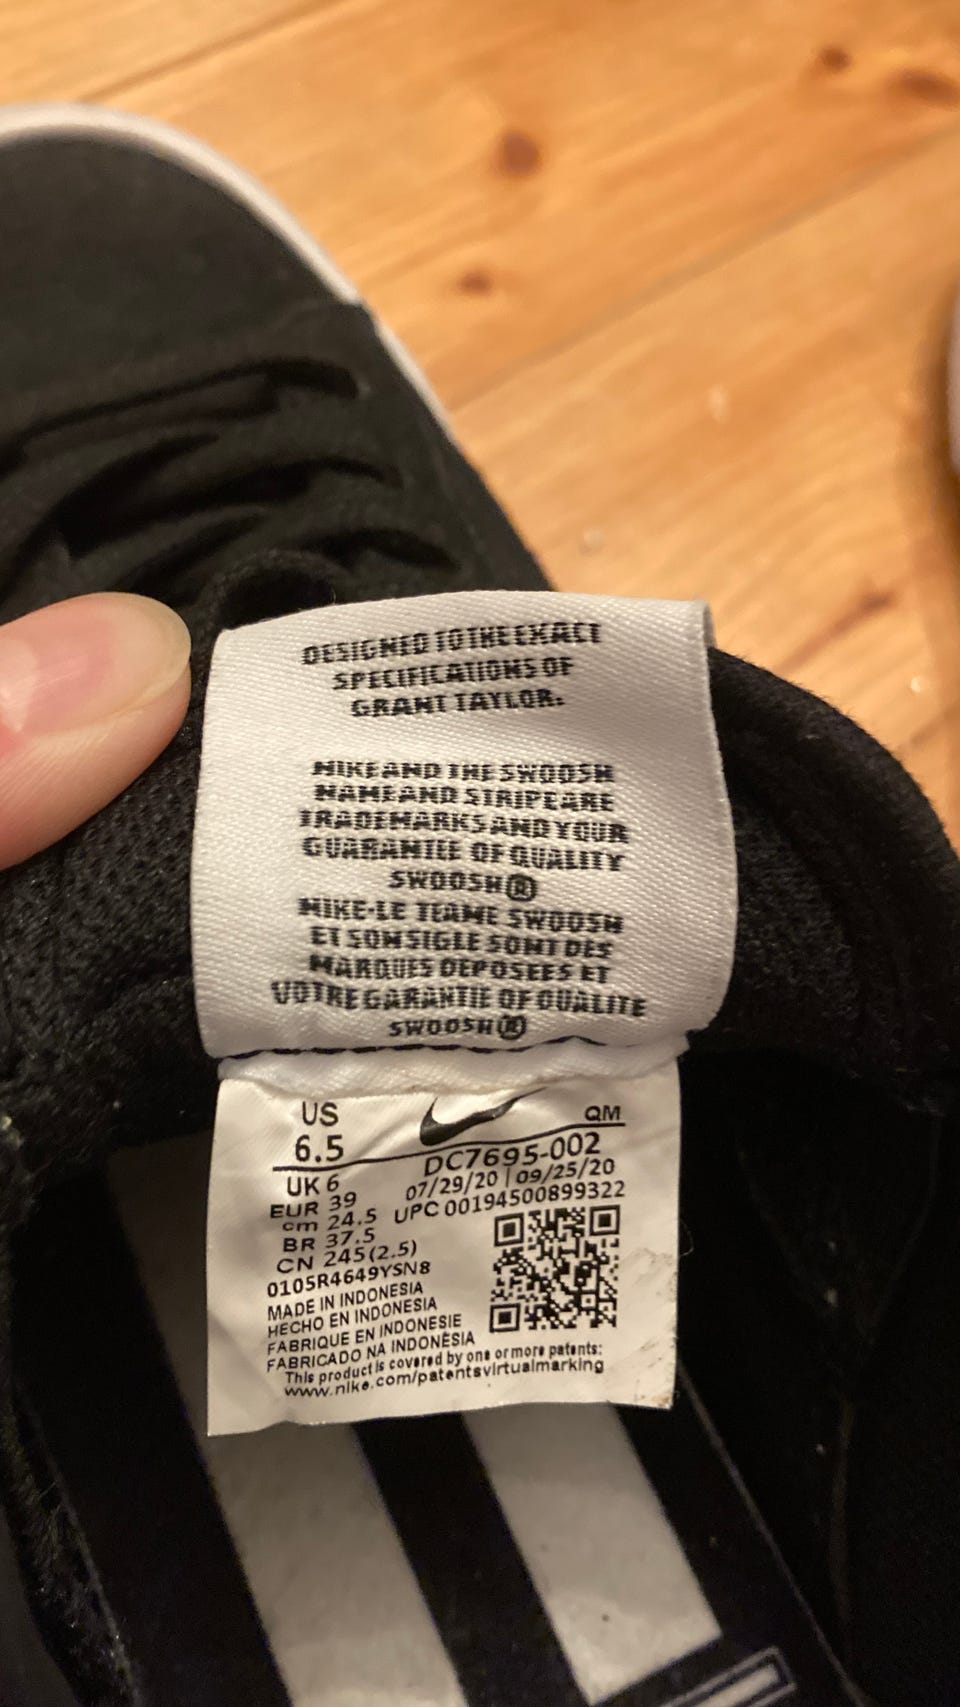 DESIGNED TO THE EXACT
SPECIFICATIONS OF
GRANT TAYLOR.
NIKE AND THE SWOOSH
NAME AND STRIPE ARE
TRADEMARKS AND YOUR
GUARANTEE OF QUALITY
SWOOSH®
NIKE-LE TEAME SWOOSH
ET SON SIGLE SONT DES
MARQUES DEPOSEES ET
VOTRE GARANTIE OF QUALITE
SWOOSH®
US QM
6.5 DC7695-002
UK 6 07/29/20 | 09/25/20
EUR 39 UPC 00194500899322
cm 24.5
BR 37.5
CN 245(2.5)
0105R4649YSN8
MADE IN INDONESIA
HECHO EN INDONESIA
FABRIQUE EN INDONESIE
FABRICADO NA INDONÉSIA
This product is covered by one or more patents:
www.nike.com/patentsvirtualmarking